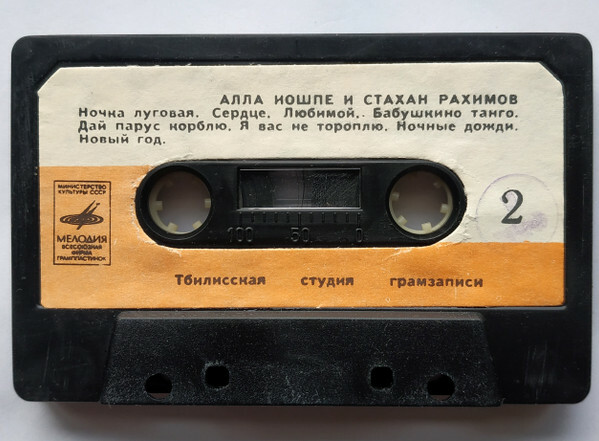 АЛЛА ИОШПЕ И СТАХАН РАХИМОВ
Ночка луговая. Сердце. Любимой,. Бабушкино танго.
Дай парус корблю. Я вас не тороплю. Ночные дожди.
Новый год.
МИНИСТЕРСТВО
КУЛЬТУРЫ СССР
МЕЛОДИЯ
ВСЕСОЮЗНАЯ
ФИРМА
ГРАМПЛАСТИНОК
2
100 50 0
Тбилисская студия грамзаписи